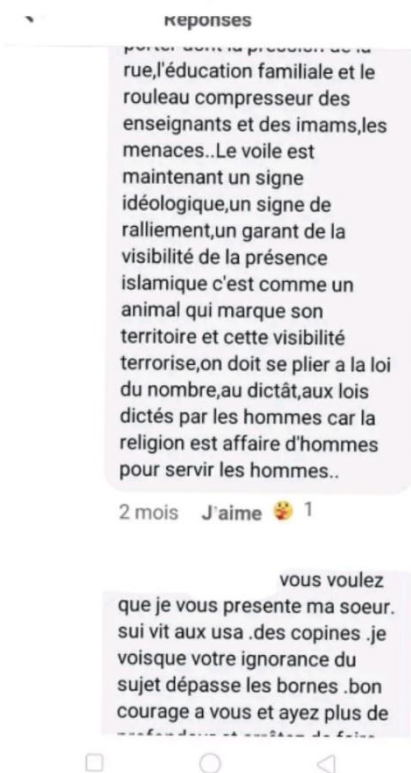 Réponses
rue,l'éducation familiale et le
rouleau compresseur des
enseignants et des imams,les
menaces..Le voile est
maintenant un signe
idéologique,un signe de
ralliement,un garant de la
visibilité de la présence
islamique c'est comme un
animal qui marque son
territoire et cette visibilité
terrorise,on doit se plier a la loi
du nombre,au dictât,aux lois
dictés par les hommes car la
religion est affaire d'hommes
pour servir les hommes..
2 mois J'aime 1
vous voulez
que je vous presente ma soeur.
sui vit aux usa .des copines .je
voisque votre ignorance du
sujet dépasse les bornes .bon
courage a vous et ayez plus de